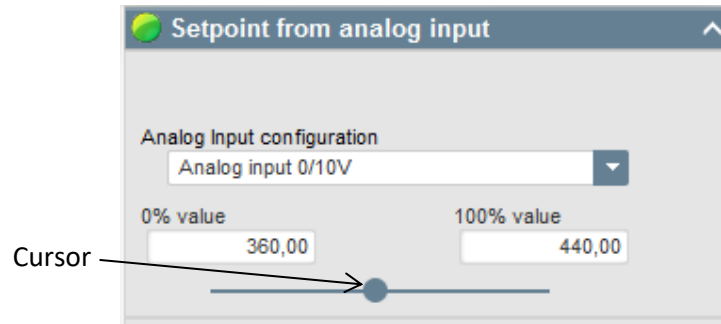 Setpoint from analog input
Analog Input configuration
Analog input 0/10V
0% value 100% value
360,00 440,00
Cursor